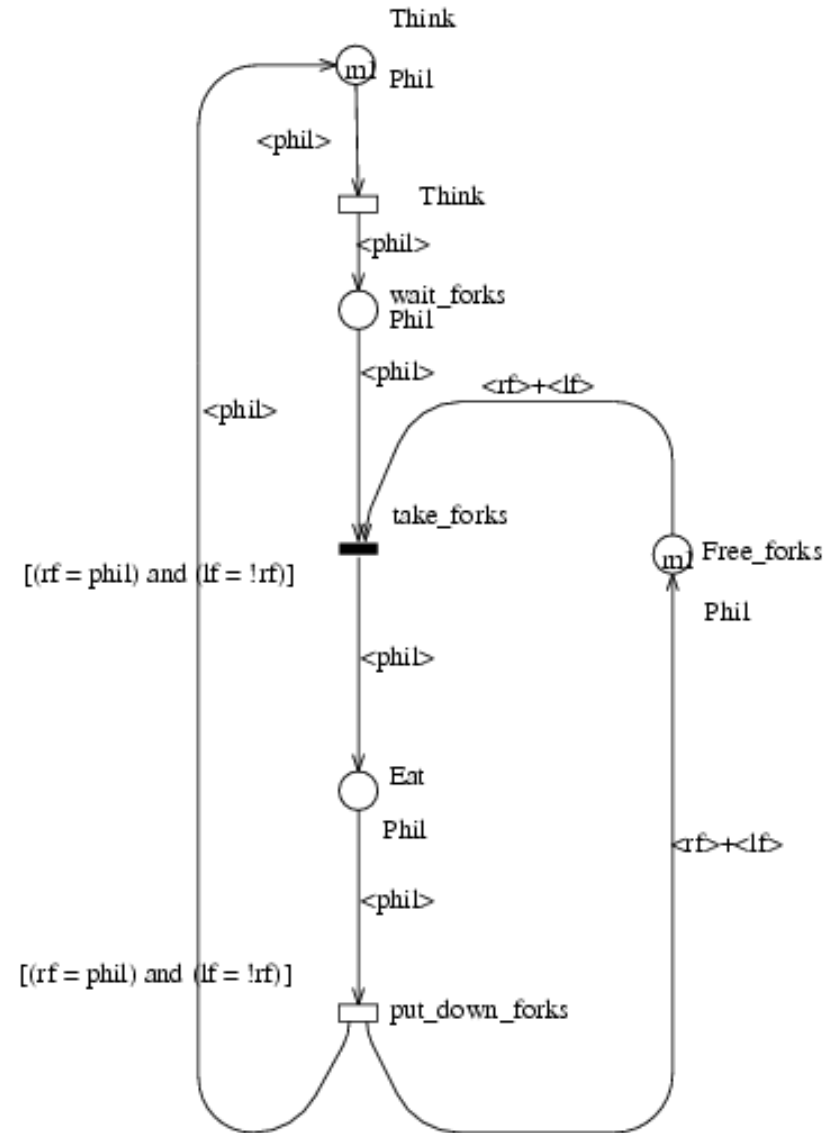 Think
m1
Phil
<phil>
Think
<phil>
wait_forks
Phil
<phil>
<rf>+<lf>
<phil>
take_forks
m1
Free_forks
[(rf = phil) and (lf = !rf)]
Phil
<phil>
Eat
Phil
<rf>+<lf>
<phil>
[(rf = phil) and (lf = !rf)]
put_down_forks